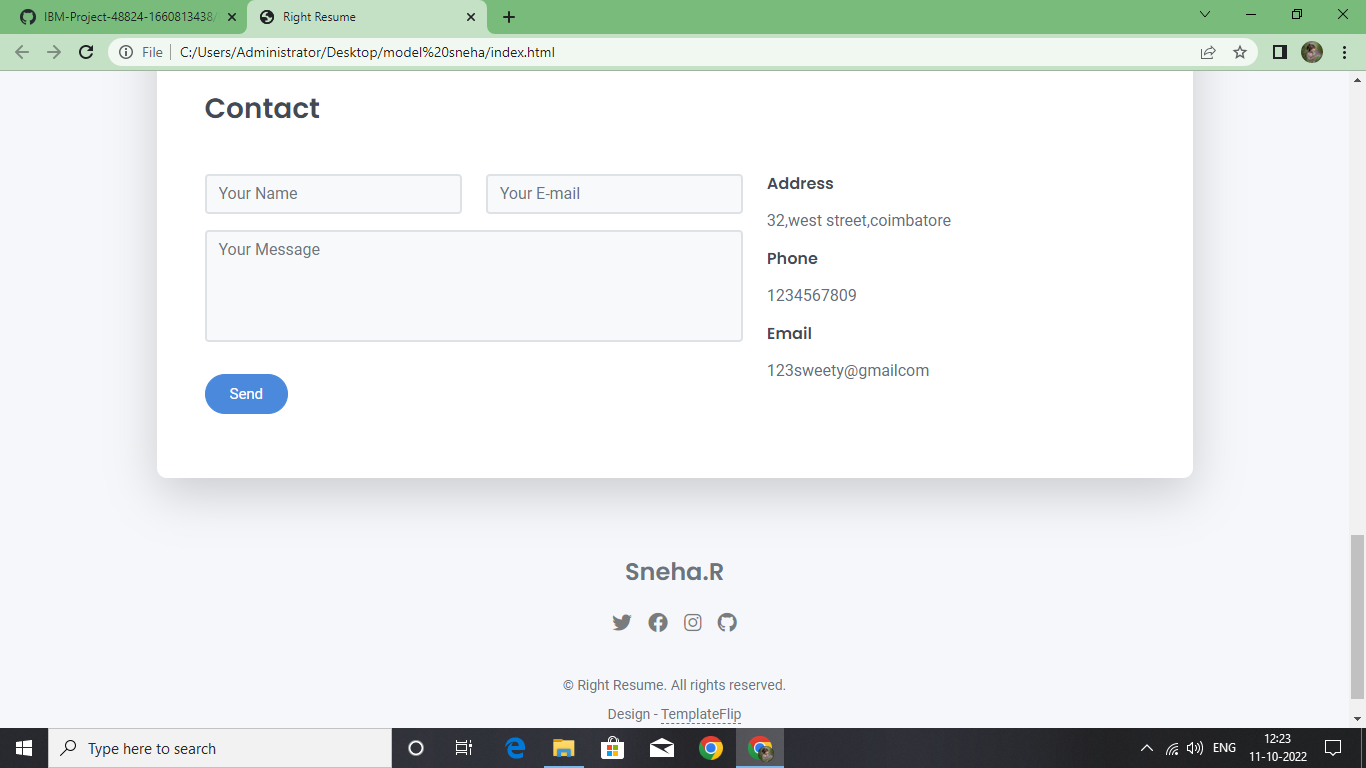 IBM-Project-48824-1660813438/
Right Resume
File
C:/Users/Administrator/Desktop/model%20sneha/index.html
Contact
Your Name
Your E-mail
Your Message
Send
Address
32,west street,coimbatore
Phone
1234567809
Email
123sweety@gmailcom
Sneha.R
© Right Resume. All rights reserved.
Design - TemplateFlip
Type here to search
ENG
12:23
11-10-2022